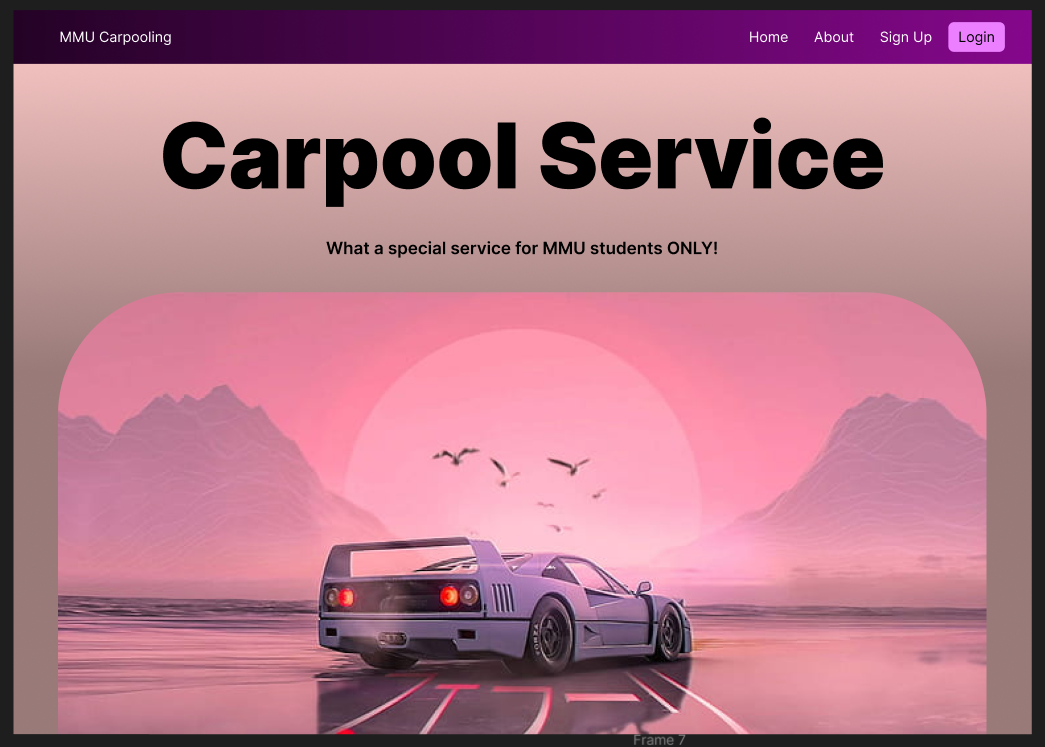 MMU Carpooling
Home About Sign Up Login
Carpool Service
What a special service for MMU students ONLY!
Frame 7